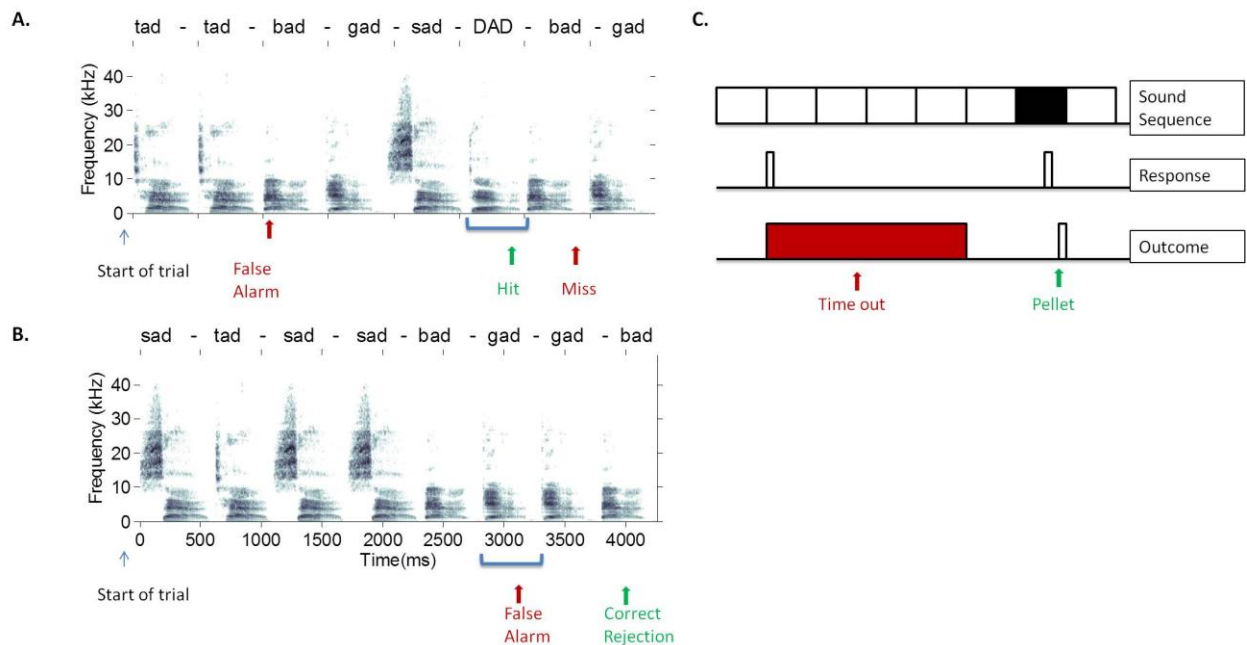 A.
tad - tad - bad - gad - sad - DAD - bad - gad
Frequency (kHz)
40
30
20
10
0
Start of trial
False
Alarm
Hit
Miss
B.
sad - tad - sad - sad - bad - gad - gad - bad
Frequency (kHz)
40
30
20
10
0
0 500 1000 1500 2000 2500 3000 3500 4000
Time(ms)
Start of trial
False
Alarm
Correct
Rejection
C.
Sound
Sequence
Response
Outcome
Time out
Pellet